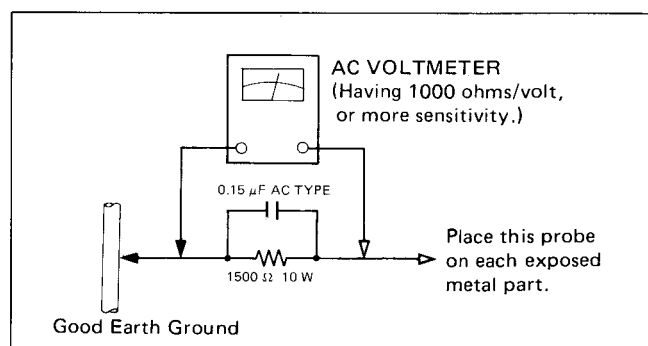 AC VOLTMETER
(Having 1000 ohms/volt,
or more sensitivity.)
0.15 μF AC TYPE
1500 Ω 10 W
Place this probe
on each exposed
metal part.
Good Earth Ground